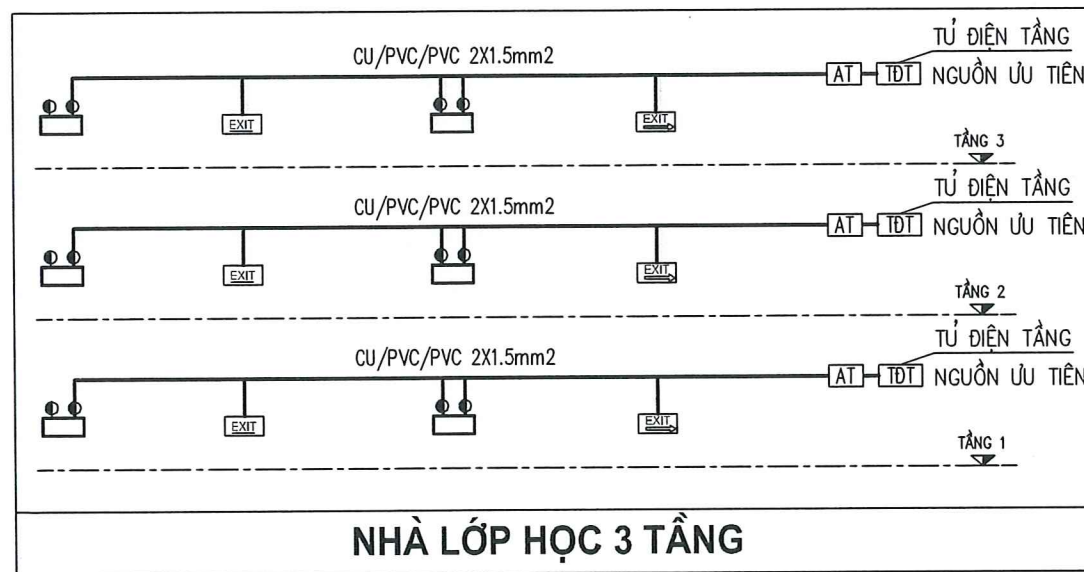 TỦ ĐIỆN TẦNG
CU/PVC/PVC 2X1.5mm2
AT TĐT NGUỒN ƯU TIÊN
EXIT EXIT
TẦNG 3
TỦ ĐIỆN TẦNG
CU/PVC/PVC 2X1.5mm2
AT TĐT NGUỒN ƯU TIÊN
EXIT EXIT
TẦNG 2
TỦ ĐIỆN TẦNG
CU/PVC/PVC 2X1.5mm2
AT TĐT NGUỒN ƯU TIÊN
EXIT EXIT
TẦNG 1
NHÀ LỚP HỌC 3 TẦNG